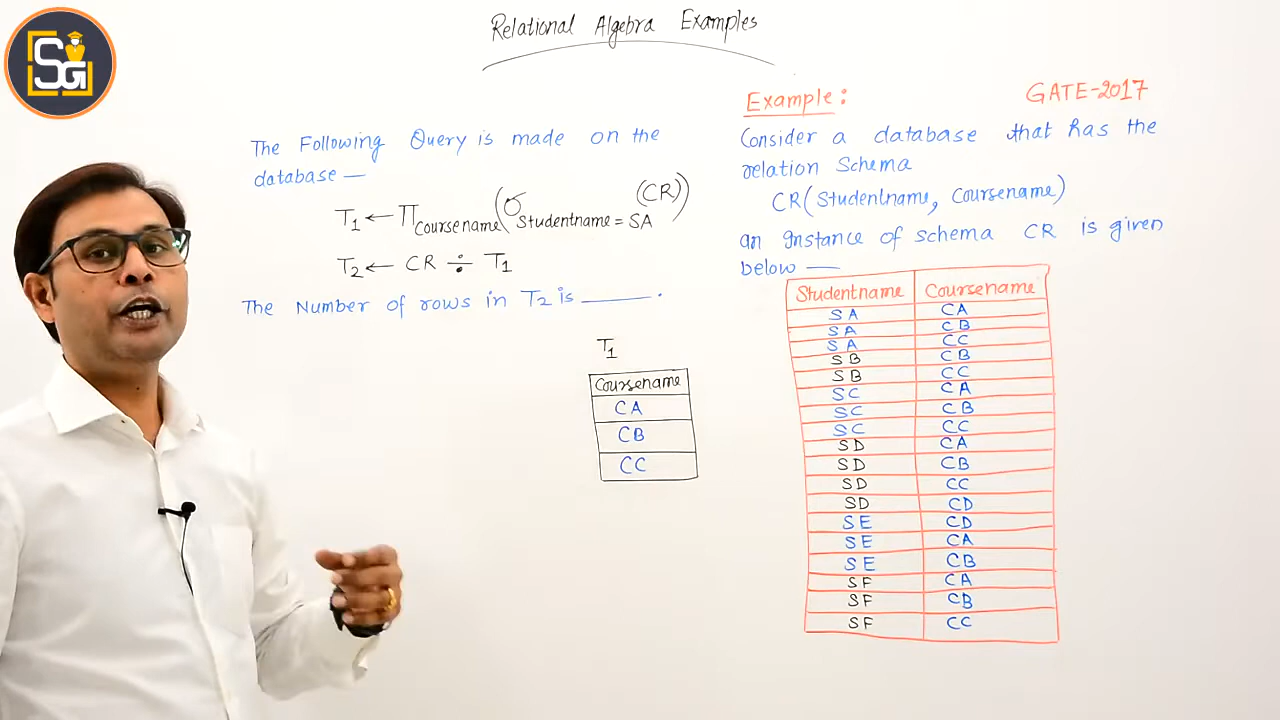 SG
Relational Algebra Examples
The Following Query is made on the
database —
T1 ← Π Coursename (σ Studentname = SA (CR))
T2 ← CR ÷ T1
The Number of rows in T2 is ______.
T1
Coursename
CA
CB
CC
Example: GATE-2017
Consider a database that has the
relation Schema
CR(Studentname, Coursename)
an instance of schema CR is given
below —
Studentname Coursename
SA CA
SA CB
SA CC
SB CB
SB CC
SC CA
SC CB
SC CC
SD CA
SD CB
SD CC
SD CD
SE CD
SE CA
SE CB
SF CA
SF CB
SF CC